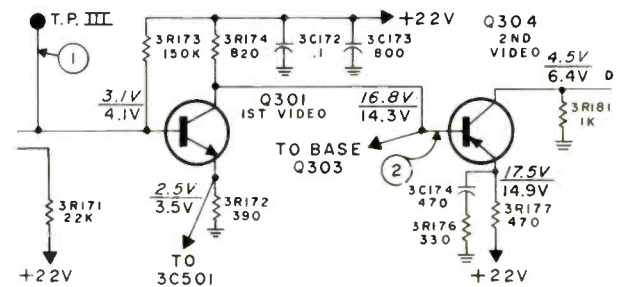 T.P. III
+22V
Q304
2ND
VIDEO
1
3R173
150K
3R174
820
3C172
.1
3C173
800
4.5V
6.4V
D
3.1V
4.1V
Q301
1ST VIDEO
16.8V
14.3V
3R181
1K
TO BASE
Q303
2
17.5V
14.9V
2.5V
3.5V
3R172
390
3C174
470
3R177
470
3R171
22K
3R176
330
TO
3C501
+22V
+22V